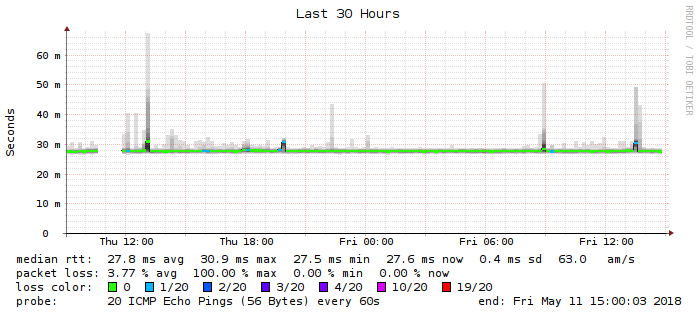 Last 30 Hours
RRDTOOL / TOBI OETIKER
Seconds
60 m
50 m
40 m
30 m
20 m
10 m
0
Thu 12:00 Thu 18:00 Fri 00:00 Fri 06:00 Fri 12:00
median rtt: 27.8 ms avg 30.9 ms max 27.5 ms min 27.6 ms now 0.4 ms sd 63.0 am/s
packet loss: 3.77 % avg 100.00 % max 0.00 % min 0.00 % now
loss color: 0 1/20 2/20 3/20 4/20 10/20 19/20
probe: 20 ICMP Echo Pings (56 Bytes) every 60s end: Fri May 11 15:00:03 2018